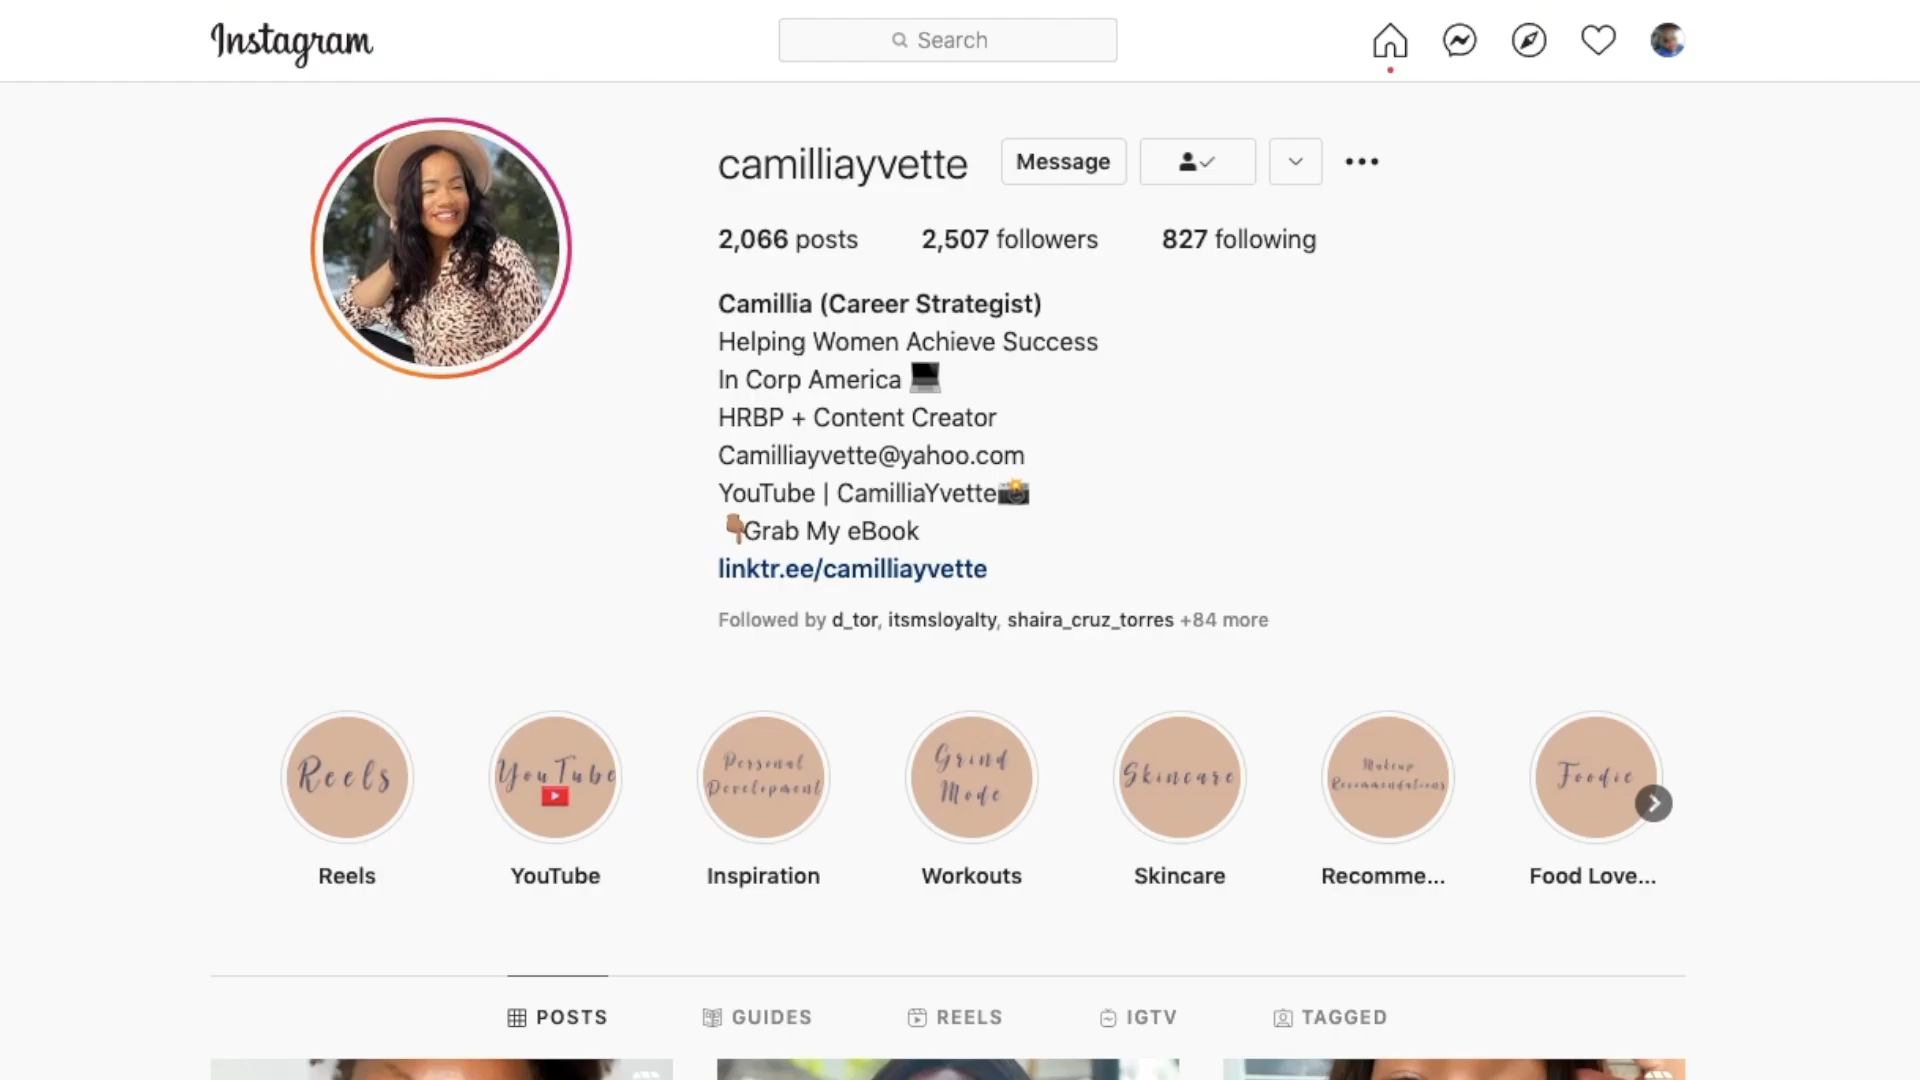 Instagram
Search
camilliayvette
Message
2,066 posts 2,507 followers 827 following
Camillia (Career Strategist)
Helping Women Achieve Success
In Corp America 💻
HRBP + Content Creator
Camilliayvette@yahoo.com
YouTube | CamilliaYvette📸
👇🏽Grab My eBook
linktr.ee/camilliayvette
Followed by d_tor, itsmsloyalty, shaira_cruz_torres +84 more
Reels
YouTube
Personal
Development
Grind
Mode
Skincare
Makeup
Recommendations
Foodie
Reels
YouTube
Inspiration
Workouts
Skincare
Recomme...
Food Love...
POSTS
GUIDES
REELS
IGTV
TAGGED